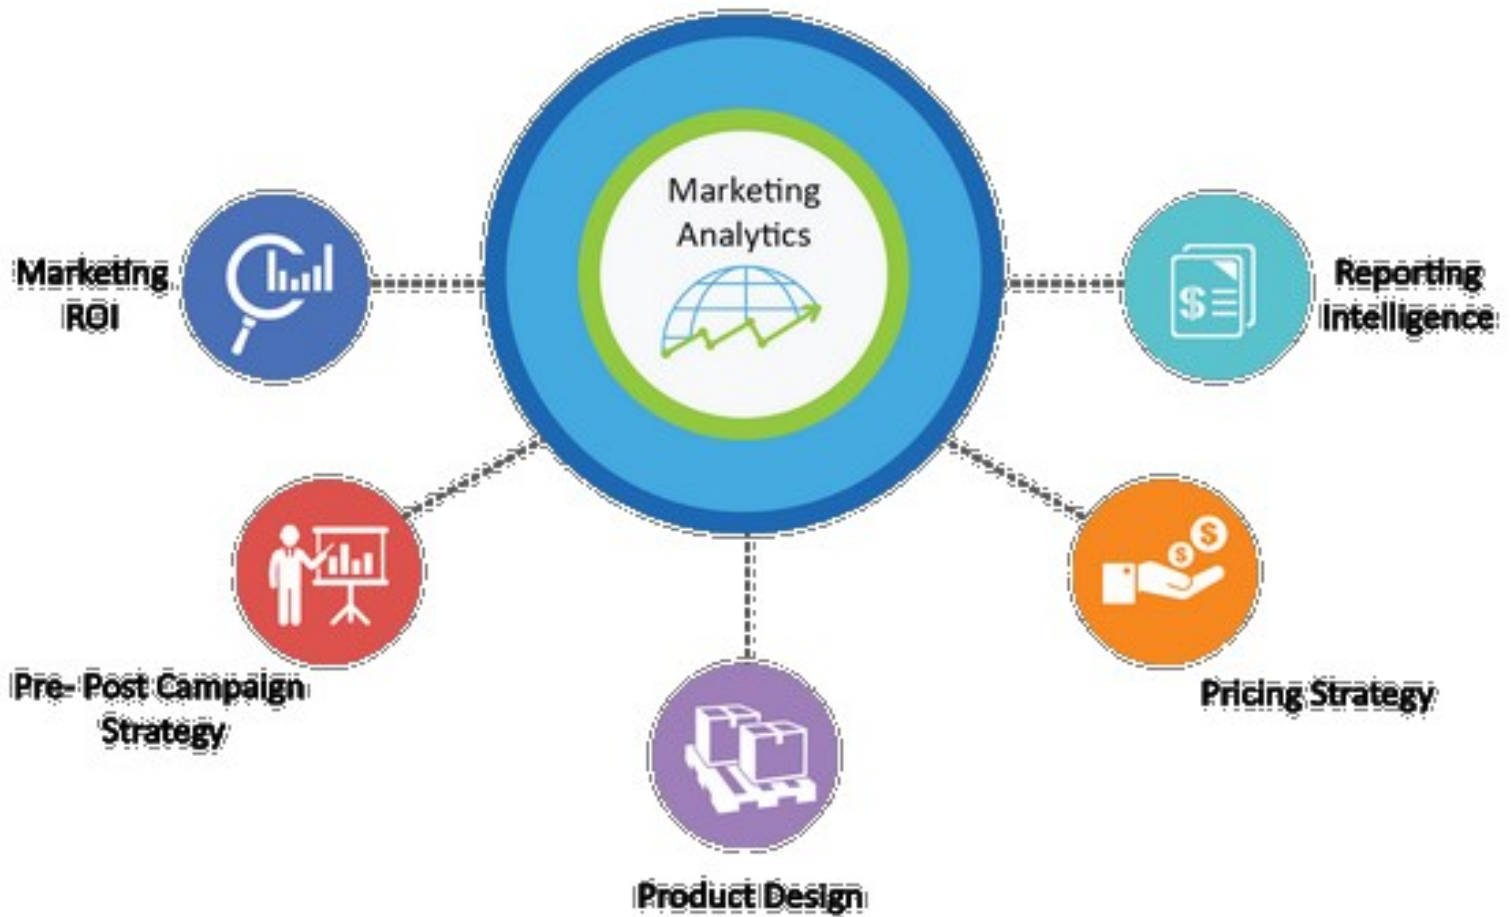 Marketing
Analytics
Marketing
ROI
Reporting
Intelligence
Pre- Post Campaign
Strategy
Pricing Strategy
Product Design